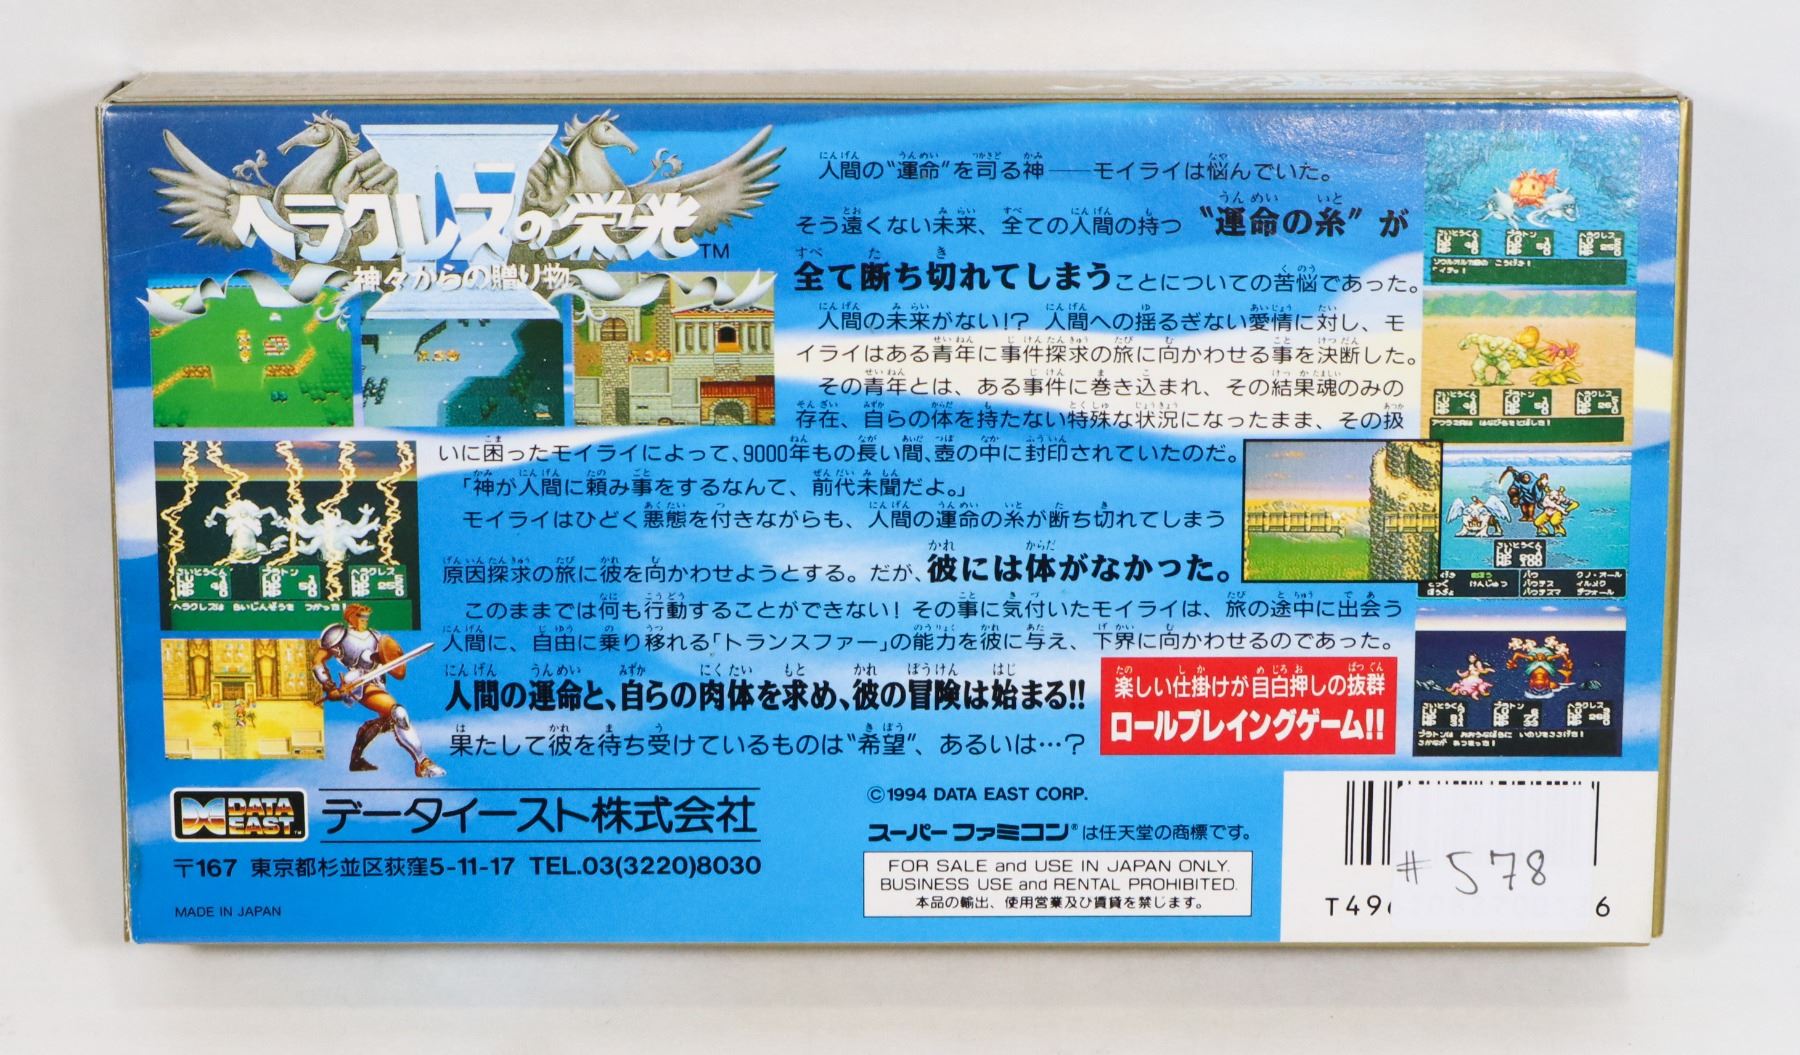 IV
ヘラクレスの栄光™
神々からの贈り物
人間の“運命”を司る神──モイライは悩んでいた。
そう遠くない未来、全ての人間の持つ “運命の糸” が
全て断ち切れてしまうことについての苦悩であった。
人間の未来がない!? 人間への揺るぎない愛情に対し、モ
イライはある青年に事件探求の旅に向かわせる事を決断した。
その青年とは、ある事件に巻き込まれ、その結果魂のみの
存在、自らの体を持たない特殊な状況になったまま、その扱
いに困ったモイライによって、9000年もの長い間、壺の中に封印されていたのだ。
「神が人間に頼み事をするなんて、前代未聞だよ。」
モイライはひどく悪態を付きながらも、人間の運命の糸が断ち切れてしまう
原因探求の旅に彼を向かわせようとする。だが、彼には体がなかった。
このままでは何も行動することができない! その事に気付いたモイライは、旅の途中に出会う
人間に、自由に乗り移れる「トランスファー」の能力を彼に与え、下界に向かわせるのであった。
人間の運命と、自らの肉体を求め、彼の冒険は始まる!!
果たして彼を待ち受けているものは“希望”、あるいは…?
楽しい仕掛けが目白押しの抜群
ロールプレイングゲーム!!
DATA EAST
データイースト株式会社
〒167 東京都杉並区荻窪5-11-17 TEL.03(3220)8030
MADE IN JAPAN
©1994 DATA EAST CORP.
スーパーファミコン®は任天堂の商標です。
FOR SALE and USE IN JAPAN ONLY.
BUSINESS USE and RENTAL PROHIBITED.
本品の輸出、使用営業及び賃貸を禁じます。
#578
T49 6